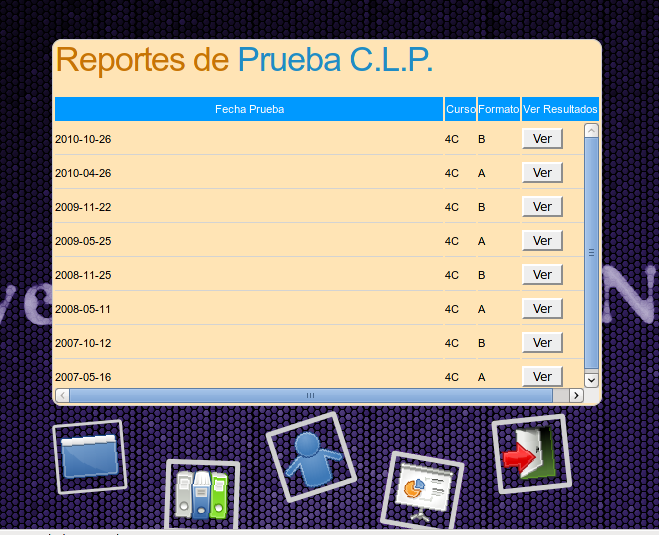 Reportes de Prueba C.L.P.
Fecha Prueba Curso Formato Ver Resultados
2010-10-26 4C B Ver
2010-04-26 4C A Ver
2009-11-22 4C B Ver
2009-05-25 4C A Ver
2008-11-25 4C B Ver
2008-05-11 4C A Ver
2007-10-12 4C B Ver
2007-05-16 4C A Ver